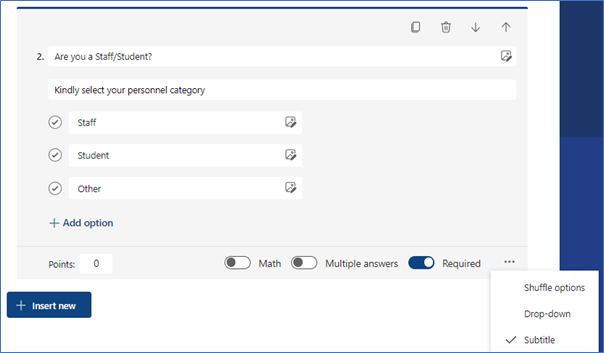 2. Are you a Staff/Student?
Kindly select your personnel category
Staff
Student
Other
+ Add option
Points: 0 Math Multiple answers Required ...
+ Insert new
Shuffle options
Drop-down
Subtitle